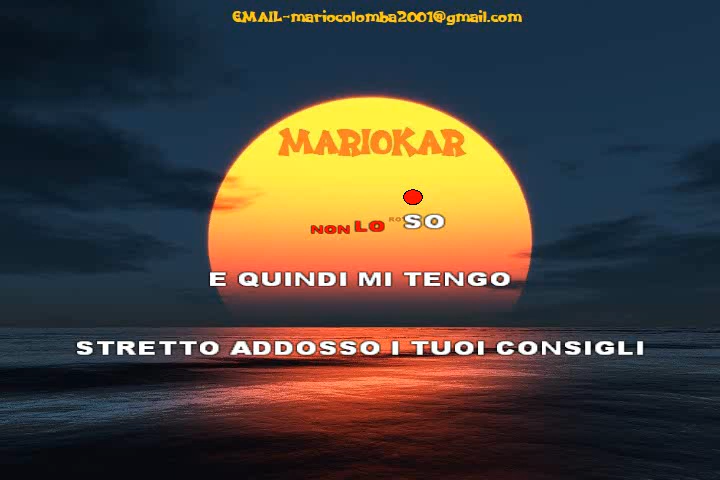 EMAIL-mariocolomba2001@gmail.com
MARIOKAR
NON LO SO
E QUINDI MI TENGO
STRETTO ADDOSSO I TUOI CONSIGLI